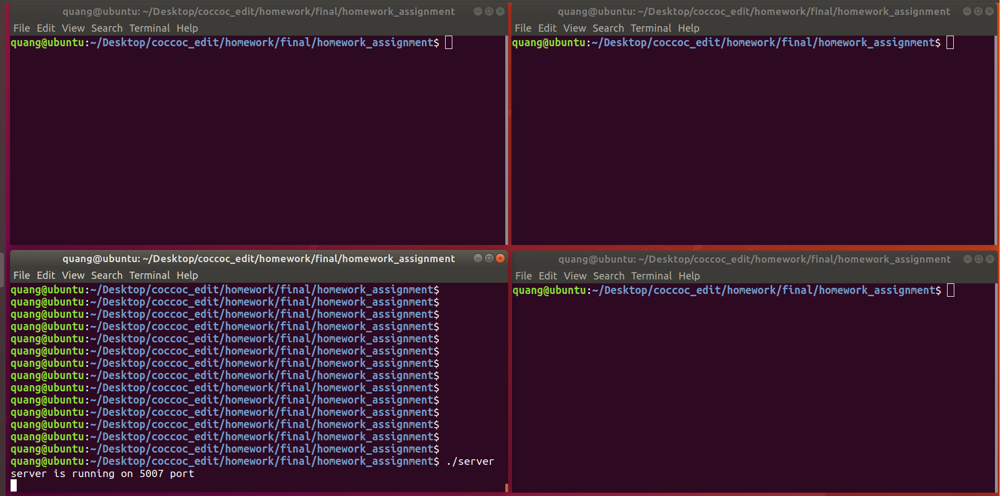 quang@ubuntu: ~/Desktop/coccoc_edit/homework/final/homework_assignment
File Edit View Search Terminal Help
quang@ubuntu:~/Desktop/coccoc_edit/homework/final/homework_assignment$
quang@ubuntu: ~/Desktop/coccoc_edit/homework/final/homework_assignment
File Edit View Search Terminal Help
quang@ubuntu:~/Desktop/coccoc_edit/homework/final/homework_assignment$
quang@ubuntu: ~/Desktop/coccoc_edit/homework/final/homework_assignment
File Edit View Search Terminal Help
quang@ubuntu:~/Desktop/coccoc_edit/homework/final/homework_assignment$
quang@ubuntu:~/Desktop/coccoc_edit/homework/final/homework_assignment$
quang@ubuntu:~/Desktop/coccoc_edit/homework/final/homework_assignment$
quang@ubuntu:~/Desktop/coccoc_edit/homework/final/homework_assignment$
quang@ubuntu:~/Desktop/coccoc_edit/homework/final/homework_assignment$
quang@ubuntu:~/Desktop/coccoc_edit/homework/final/homework_assignment$
quang@ubuntu:~/Desktop/coccoc_edit/homework/final/homework_assignment$
quang@ubuntu:~/Desktop/coccoc_edit/homework/final/homework_assignment$
quang@ubuntu:~/Desktop/coccoc_edit/homework/final/homework_assignment$
quang@ubuntu:~/Desktop/coccoc_edit/homework/final/homework_assignment$
quang@ubuntu:~/Desktop/coccoc_edit/homework/final/homework_assignment$
quang@ubuntu:~/Desktop/coccoc_edit/homework/final/homework_assignment$
quang@ubuntu:~/Desktop/coccoc_edit/homework/final/homework_assignment$
quang@ubuntu:~/Desktop/coccoc_edit/homework/final/homework_assignment$
quang@ubuntu:~/Desktop/coccoc_edit/homework/final/homework_assignment$ ./server
server is running on 5007 port
quang@ubuntu: ~/Desktop/coccoc_edit/homework/final/homework_assignment
File Edit View Search Terminal Help
quang@ubuntu:~/Desktop/coccoc_edit/homework/final/homework_assignment$